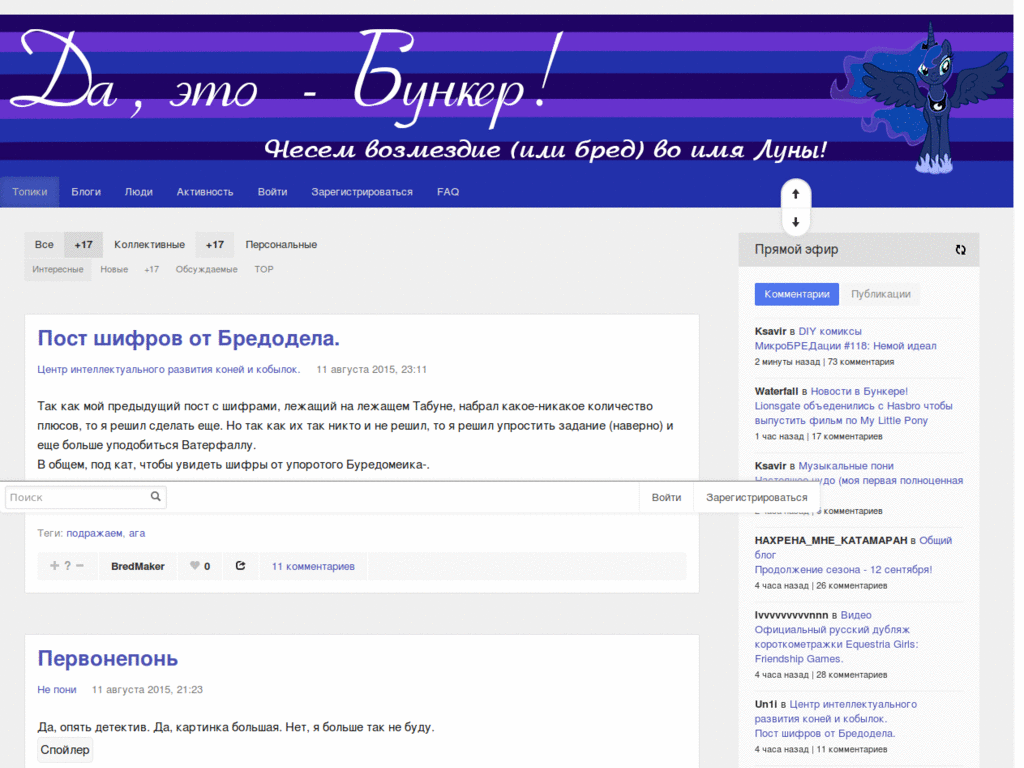 Да, это - Бункер!
Несем возмездие (или бред) во имя Луны!
Топики Блоги Люди Активность Войти Зарегистрироваться FAQ
Все +17 Коллективные +17 Персональные
Интересные Новые +17 Обсуждаемые TOP
Пост шифров от Бредодела.
Центр интеллектуального развития коней и кобылок. 11 августа 2015, 23:11
Так как мой предыдущий пост с шифрами, лежащий на лежащем Табуне, набрал какое-никакое количество
плюсов, то я решил сделать еще. Но так как их так никто и не решил, то я решил упростить задание (наверно) и
еще больше уподобиться Ватерфаллу.
В общем, под кат, чтобы увидеть шифры от упоротого Буредомеика-.
Поиск Войти Зарегистрироваться
Теги: подражаем, ага
+ ? − BredMaker 0 11 комментариев
Первонепонь
Не пони 11 августа 2015, 21:23
Да, опять детектив. Да, картинка большая. Нет, я больше так не буду.
Спойлер
Прямой эфир
Комментарии Публикации
Ksavir в DIY комиксы
МикроБРЕДации #118: Немой идеал
2 минуты назад | 73 комментария
Waterfall в Новости в Бункере!
Lionsgate объеденились с Hasbro чтобы
выпустить фильм по My Little Pony
1 час назад | 17 комментариев
Ksavir в Музыкальные пони
Настоящее чудо (моя первая полноценная
комментариев
НАХРЕНА_МНЕ_КАТАМАРАН в Общий
блог
Продолжение сезона - 12 сентября!
4 часа назад | 26 комментариев
lvvvvvvvvnnn в Видео
Официальный русский дубляж
короткометражки Equestria Girls:
Friendship Games.
4 часа назад | 28 комментариев
Un1i в Центр интеллектуального
развития коней и кобылок.
Пост шифров от Бредодела.
4 часа назад | 11 комментариев